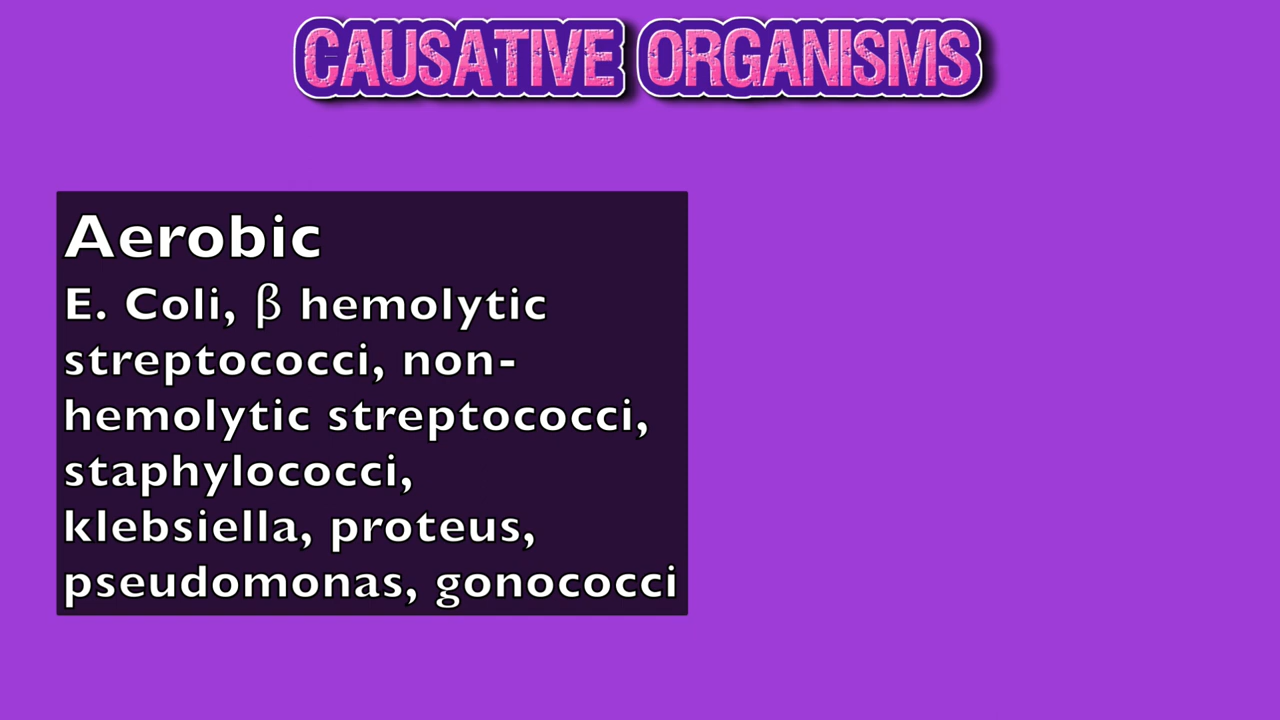 CAUSATIVE ORGANISMS
Aerobic
E. Coli, β hemolytic
streptococci, non-
hemolytic streptococci,
staphylococci,
klebsiella, proteus,
pseudomonas, gonococci